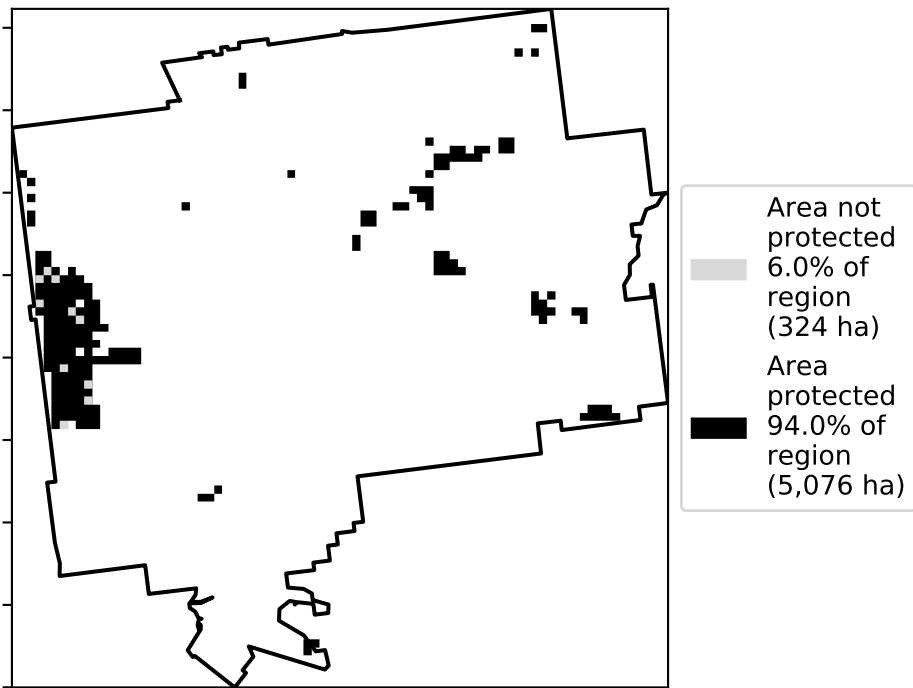 Area not
protected
6.0% of
region
(324 ha)
Area
protected
94.0% of
region
(5,076 ha)